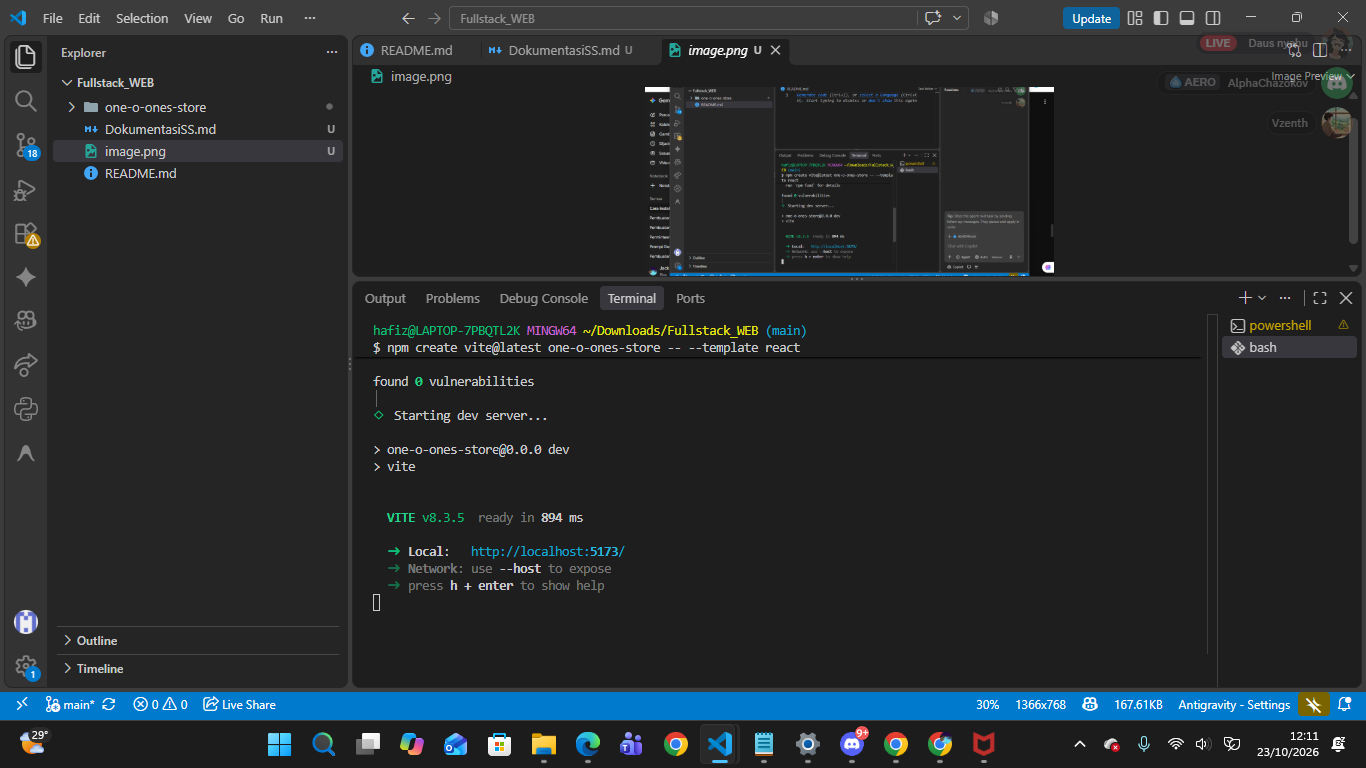 File Edit Selection View Go Run ···
Fullstack_WEB
Update
Explorer
Fullstack_WEB
one-o-ones-store
DokumentasiSS.md U
image.png U
README.md
Outline
Timeline
18
1
README.md
DokumentasiSS.md U
image.png U
image.png
LIVE Daus nyahu
AERO AlphaChazokov
Image Preview
Vzenth
Output Problems Debug Console Terminal Ports
hafiz@LAPTOP-7PBQTL2K MINGW64 ~/Downloads/Fullstack_WEB (main)
$ npm create vite@latest one-o-ones-store -- --template react
found 0 vulnerabilities
Starting dev server...
> one-o-ones-store@0.0.0 dev
> vite
VITE v8.3.5 ready in 894 ms
➜ Local: http://localhost:5173/
➜ Network: use --host to expose
➜ press h + enter to show help
powershell
bash
main* 0 0 Live Share
30% 1366x768 167.61KB Antigravity - Settings
29°
9+
12:11
23/10/2026